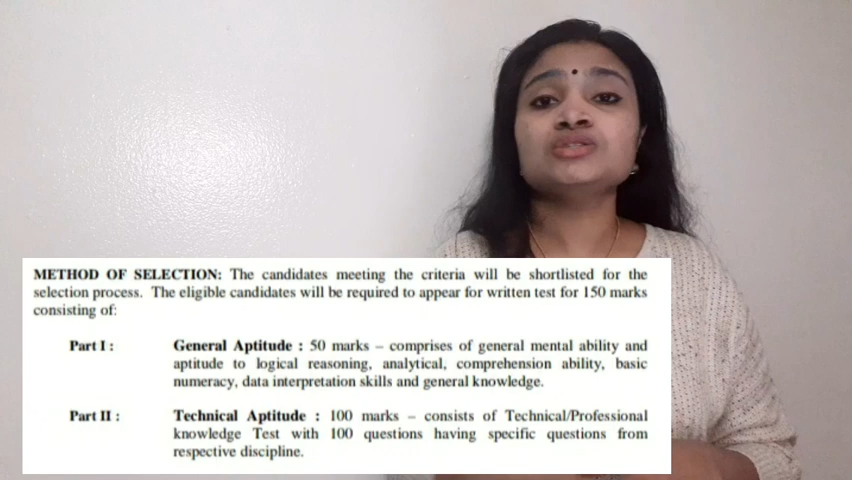 METHOD OF SELECTION: The candidates meeting the criteria will be shortlisted for the
selection process. The eligible candidates will be required to appear for written test for 150 marks
consisting of:
Part I : General Aptitude : 50 marks – comprises of general mental ability and
aptitude to logical reasoning, analytical, comprehension ability, basic
numeracy, data interpretation skills and general knowledge.
Part II : Technical Aptitude : 100 marks – consists of Technical/Professional
knowledge Test with 100 questions having specific questions from
respective discipline.